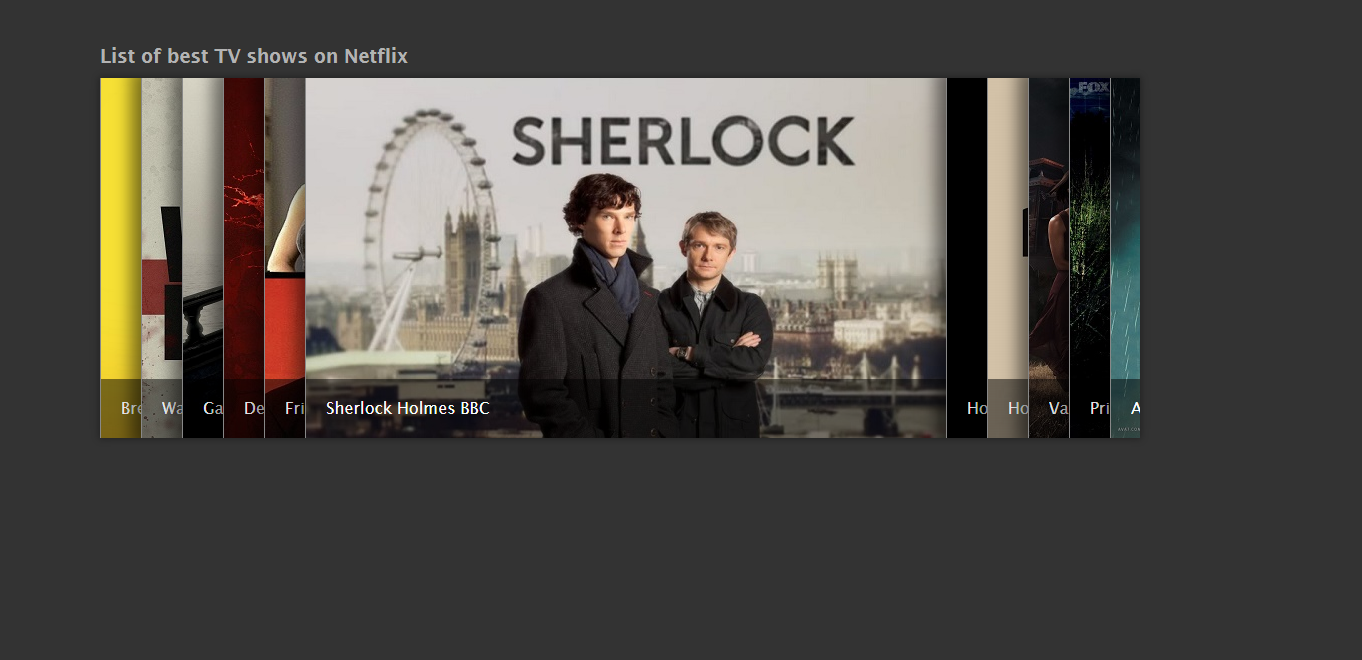 List of best TV shows on Netflix
FOX
SHERLOCK
Bre
Wa
Ga
De
Fri
Sherlock Holmes BBC
Ho
Ho
Va
Pri
A